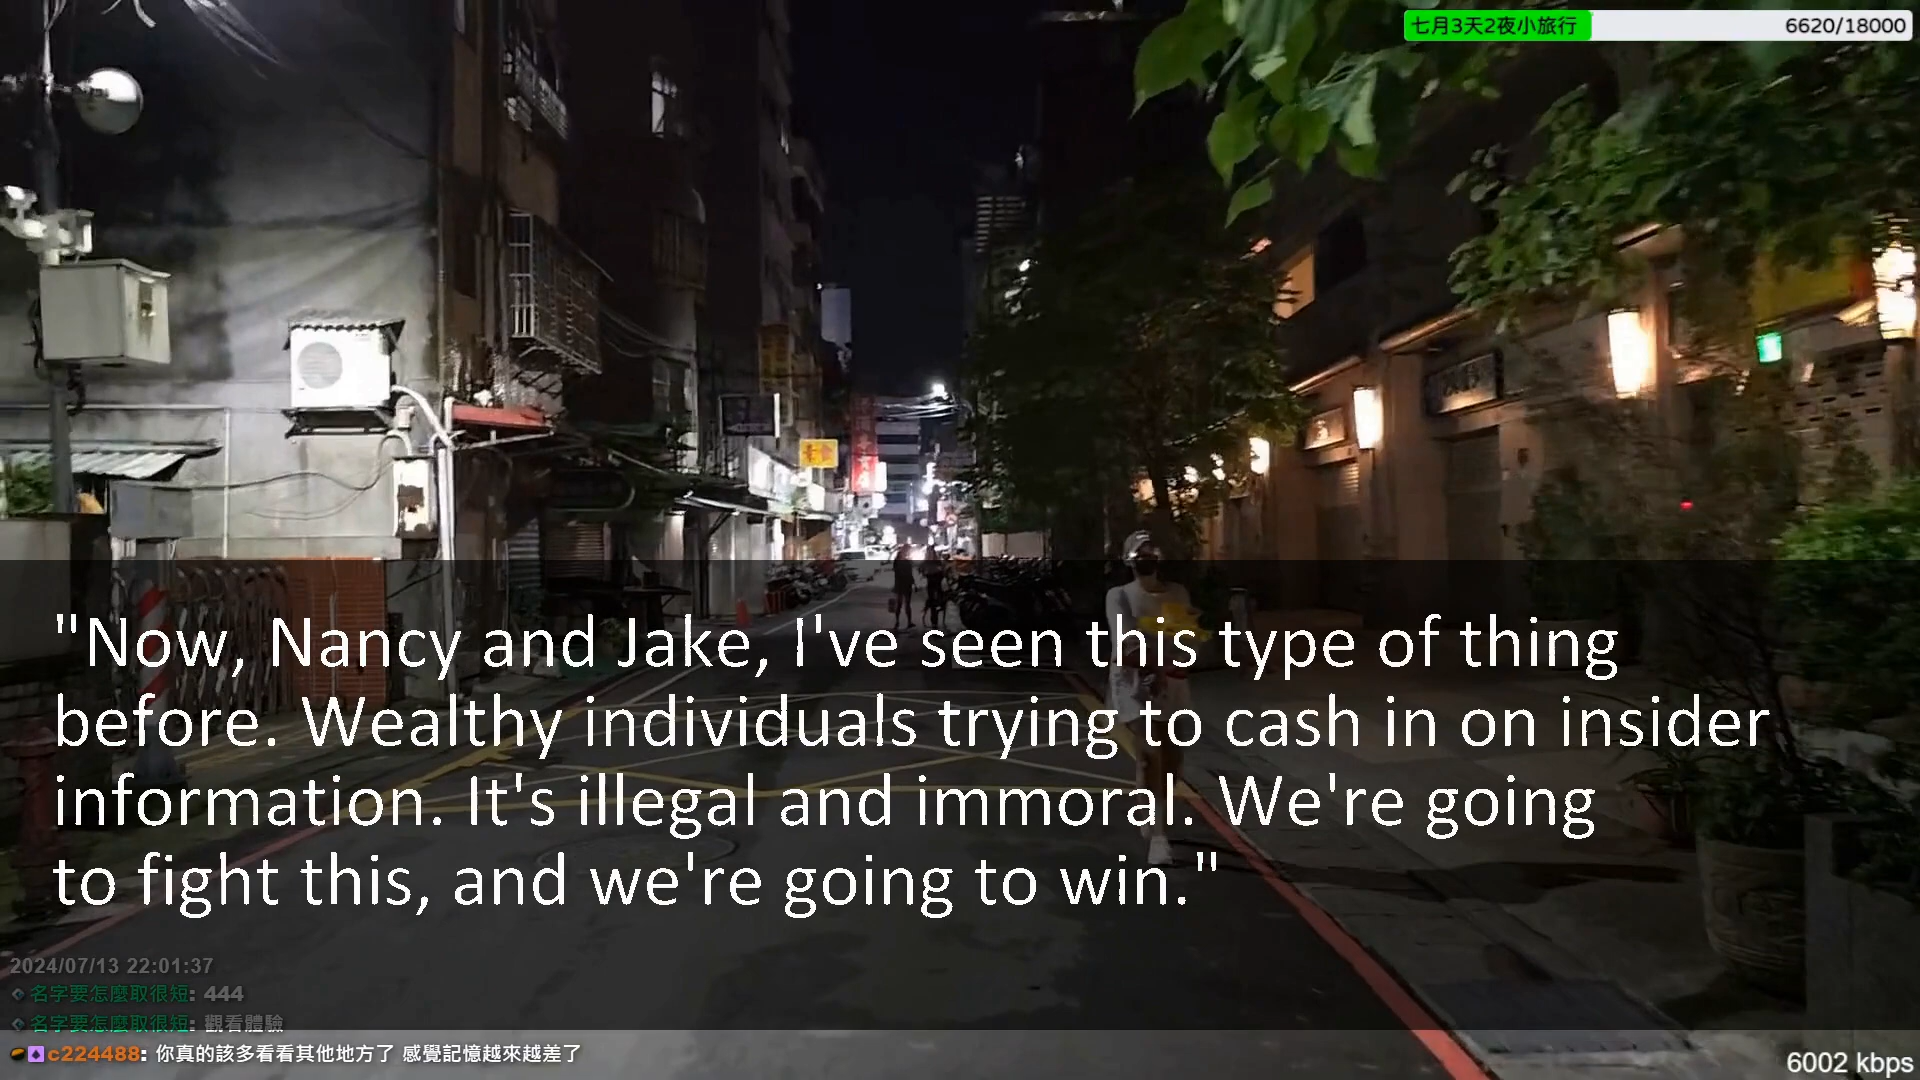 七月3天2夜小旅行 6620/18000
"Now, Nancy and Jake, I've seen this type of thing
before. Wealthy individuals trying to cash in on insider
information. It's illegal and immoral. We're going
to fight this, and we're going to win."
2024/07/13 22:01:37
名字要怎麼取很短: 444
名字要怎麼取很短: 觀看體驗
c224488: 你真的該多看看其他地方了 感覺記憶越來越差了
6002 kbps